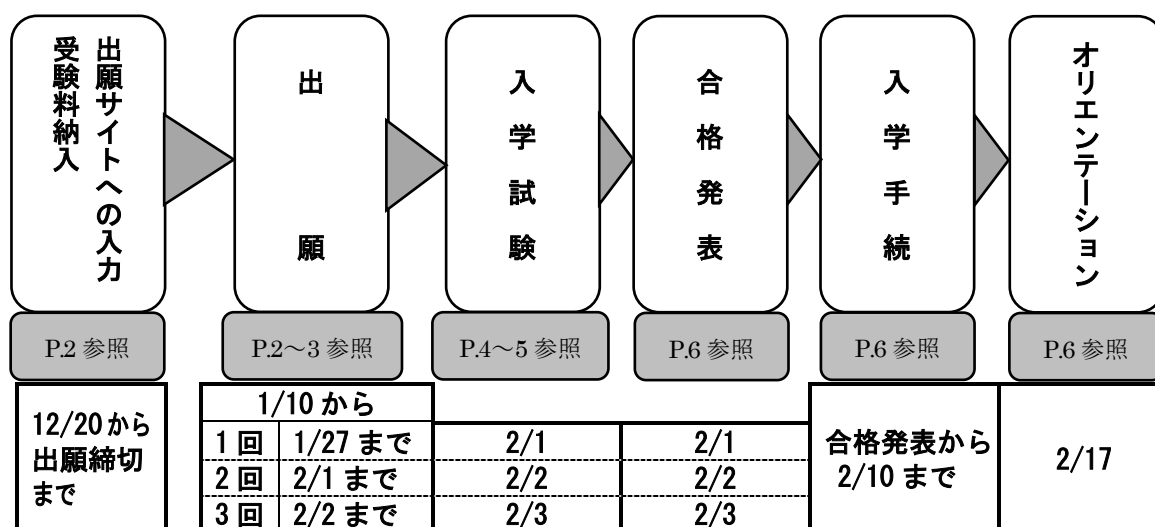 出願サイトへの入力
受験料納入
出願
入学試験
合格発表
入学手続
オリエンテーション
P.2 参照
P.2～3 参照
P.4～5 参照
P.6 参照
P.6 参照
P.6 参照
12/20 から
出願締切
まで
1/10 から
1 回 1/27 まで 2/1 2/1
2 回 2/1 まで 2/2 2/2
3 回 2/2 まで 2/3 2/3
合格発表から
2/10 まで
2/17